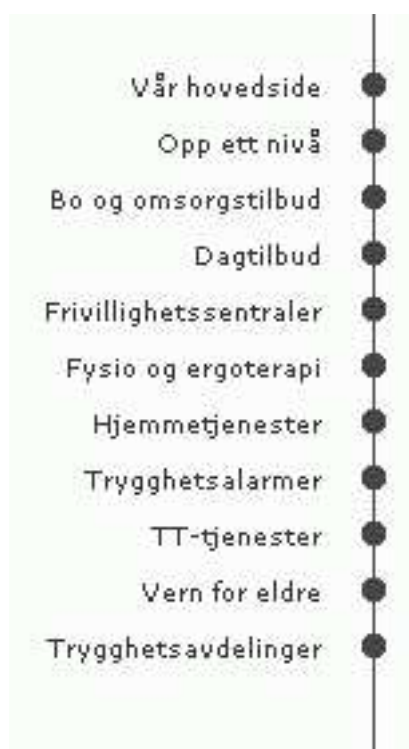 Vår hovedside
Opp ett nivå
Bo og omsorgstilbud
Dagtilbud
Frivillighetssentraler
Fysio og ergoterapi
Hjemmetjenester
Trygghetsalarmer
TT-tjenester
Vern for eldre
Trygghetsavdelinger